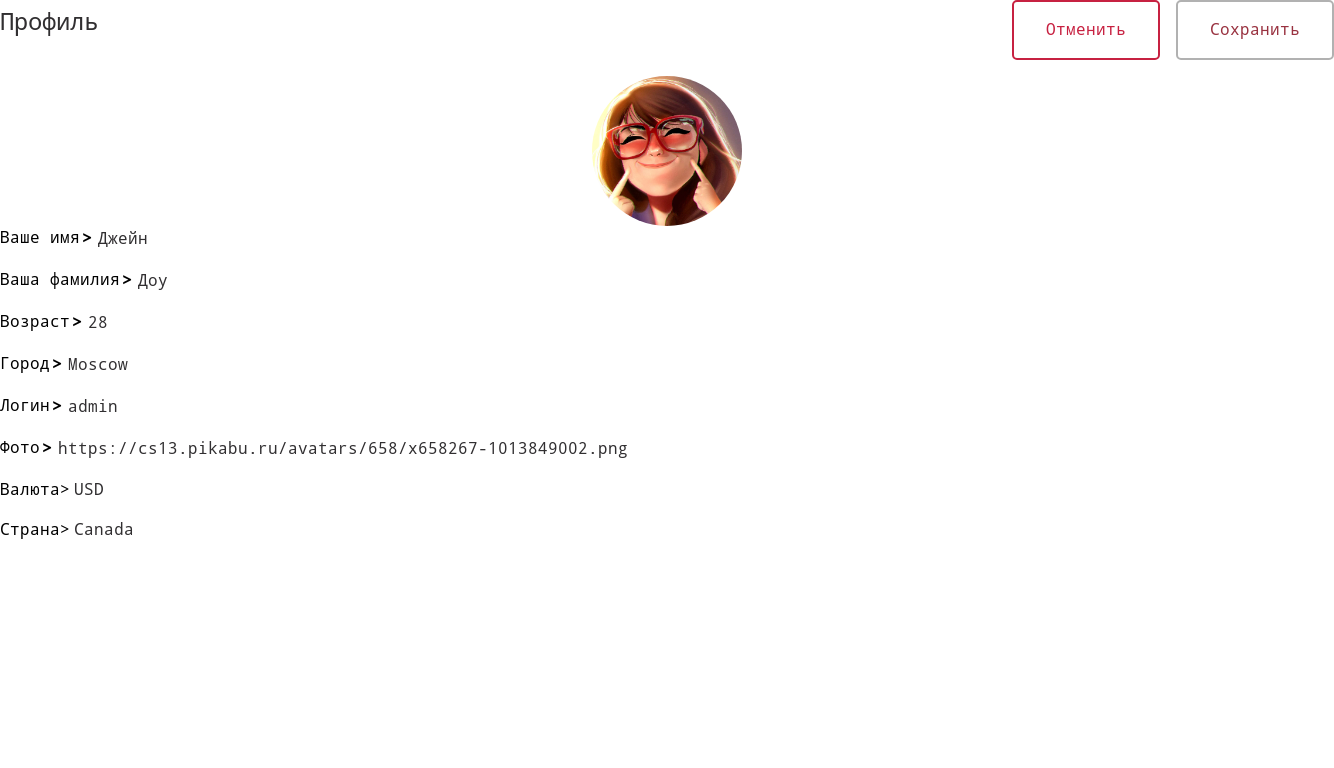 Профиль
Отменить
Сохранить
Ваше имя> Джейн
Ваша фамилия> Доу
Возраст> 28
Город> Moscow
Логин> admin
Фото> https://cs13.pikabu.ru/avatars/658/x658267-1013849002.png
Валюта> USD
Страна> Canada